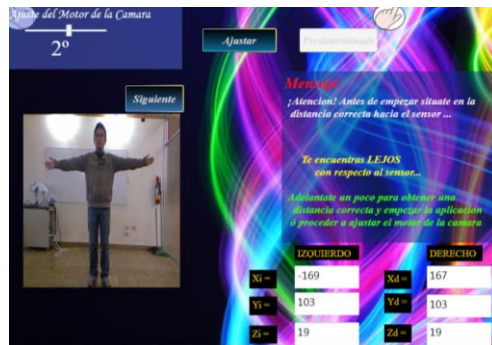 Ajuste del Motor de la Camara
2º
Ajustar
Predeterminado
Siguiente
Mensaje
¡Atencion! Antes de empezar situate en la
distancia correcta hacia el sensor ...
Te encuentras LEJOS
con respecto al sensor...
Adelantate un poco para obtener una
distancia correcta y empezar la aplicacion
ó proceder a ajustar el motor de la camara
IZQUIERDO
DERECHO
Xi = -169
Xd = 167
Yi = 103
Yd = 103
Zi = 19
Zd = 19